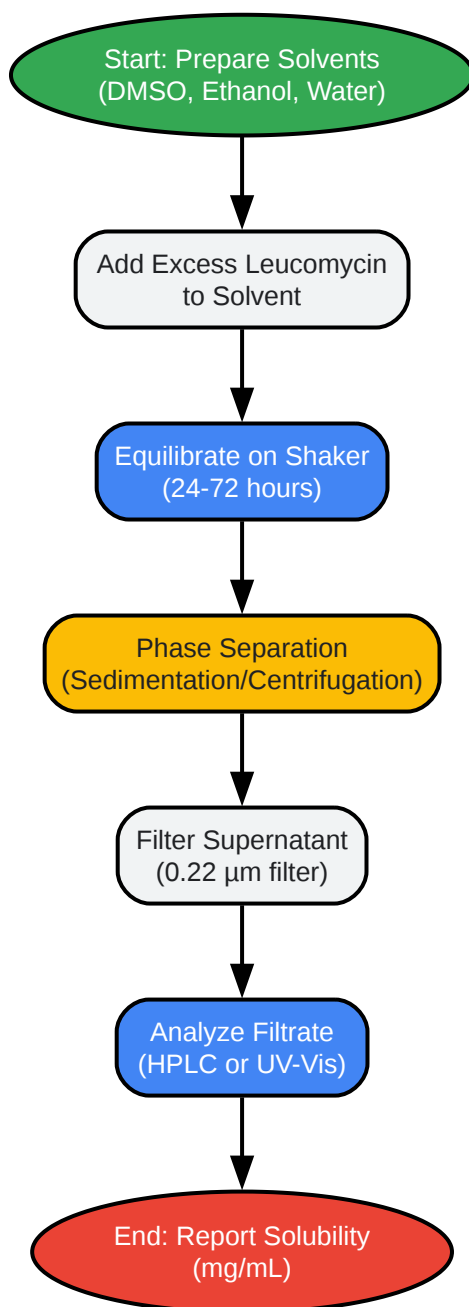 Start: Prepare Solvents
(DMSO, Ethanol, Water)
Add Excess Leucomycin
to Solvent
Equilibrate on Shaker
(24-72 hours)
Phase Separation
(Sedimentation/Centrifugation)
Filter Supernatant
(0.22 µm filter)
Analyze Filtrate
(HPLC or UV-Vis)
End: Report Solubility
(mg/mL)